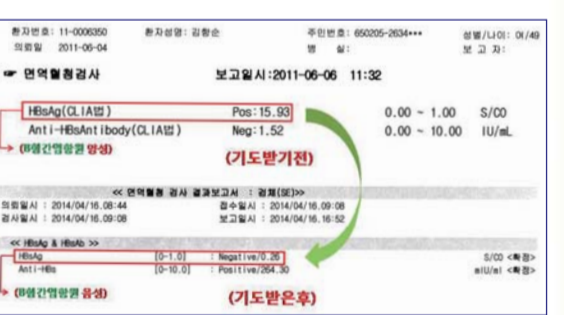 환자번호: 11-0006350 환자성명: 김항순 주민번호: 650205-2634*** 성별/나이: 여/49
의뢰일 2011-06-04 병 실: 보 고 자:
☞ 면역혈청검사 보고일시:2011-06-06 11:32
HBsAg(CLIA법) Pos:15.93 0.00 ~ 1.00 S/CO
Anti-HBsAntibody(CLIA법) Neg:1.52 0.00 ~ 10.00 IU/mL
(B형간염항원 양성) (기도받기전)
<< 면역혈청 검사 결과보고서 : 검체(SE)>>
의뢰일시 : 2014/04/16.08:44 접수일시 : 2014/04/16.09:08
검사일시 : 2014/04/16.09:08 보고일시 : 2014/04/16.16:52
<< HBsAg & HBsAb >>
HBsAg [0-1.0] : Negative/0.26 S/CO <확정>
Anti-HBs [0-10.0] : Positive/264.30 mIU/ml <확정>
(B형간염항원 음성) (기도받은후)